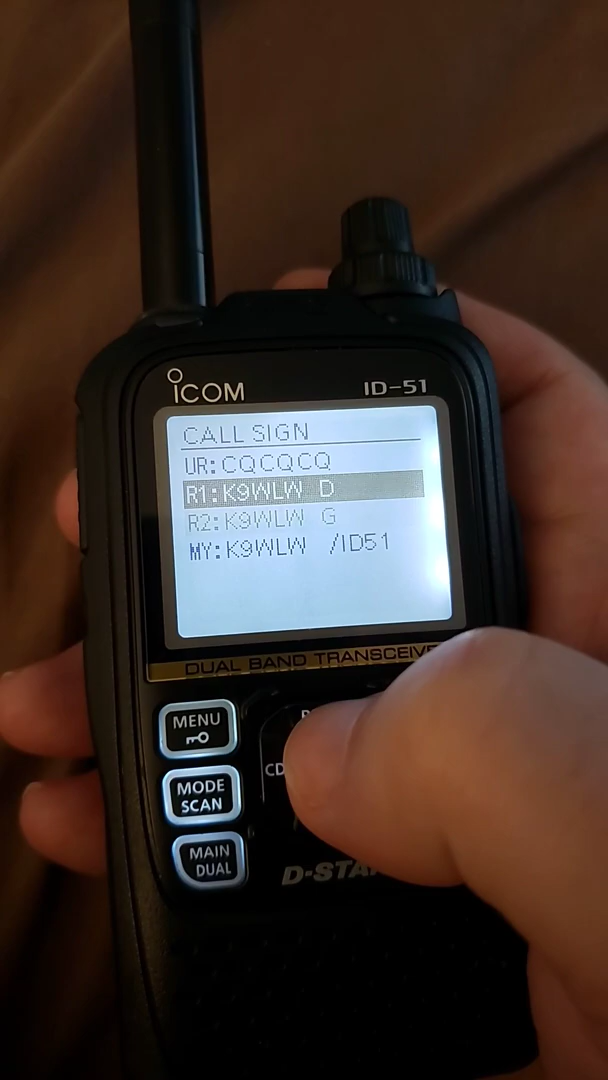 ICOM ID-51
CALL SIGN
UR:CQCQCQ
R1:K9WLW D
R2:K9WLW G
MY:K9WLW /ID51
DUAL BAND
MENU
MODE
SCAN
MAIN
DUAL